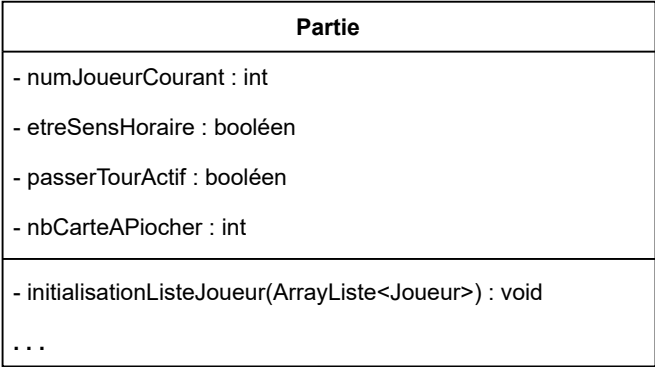 Partie
- numJoueurCourant : int
- etreSensHoraire : booléen
- passerTourActif : booléen
- nbCarteAPiocher : int
- initialisationListeJoueur(ArrayListe<Joueur>) : void
. . .